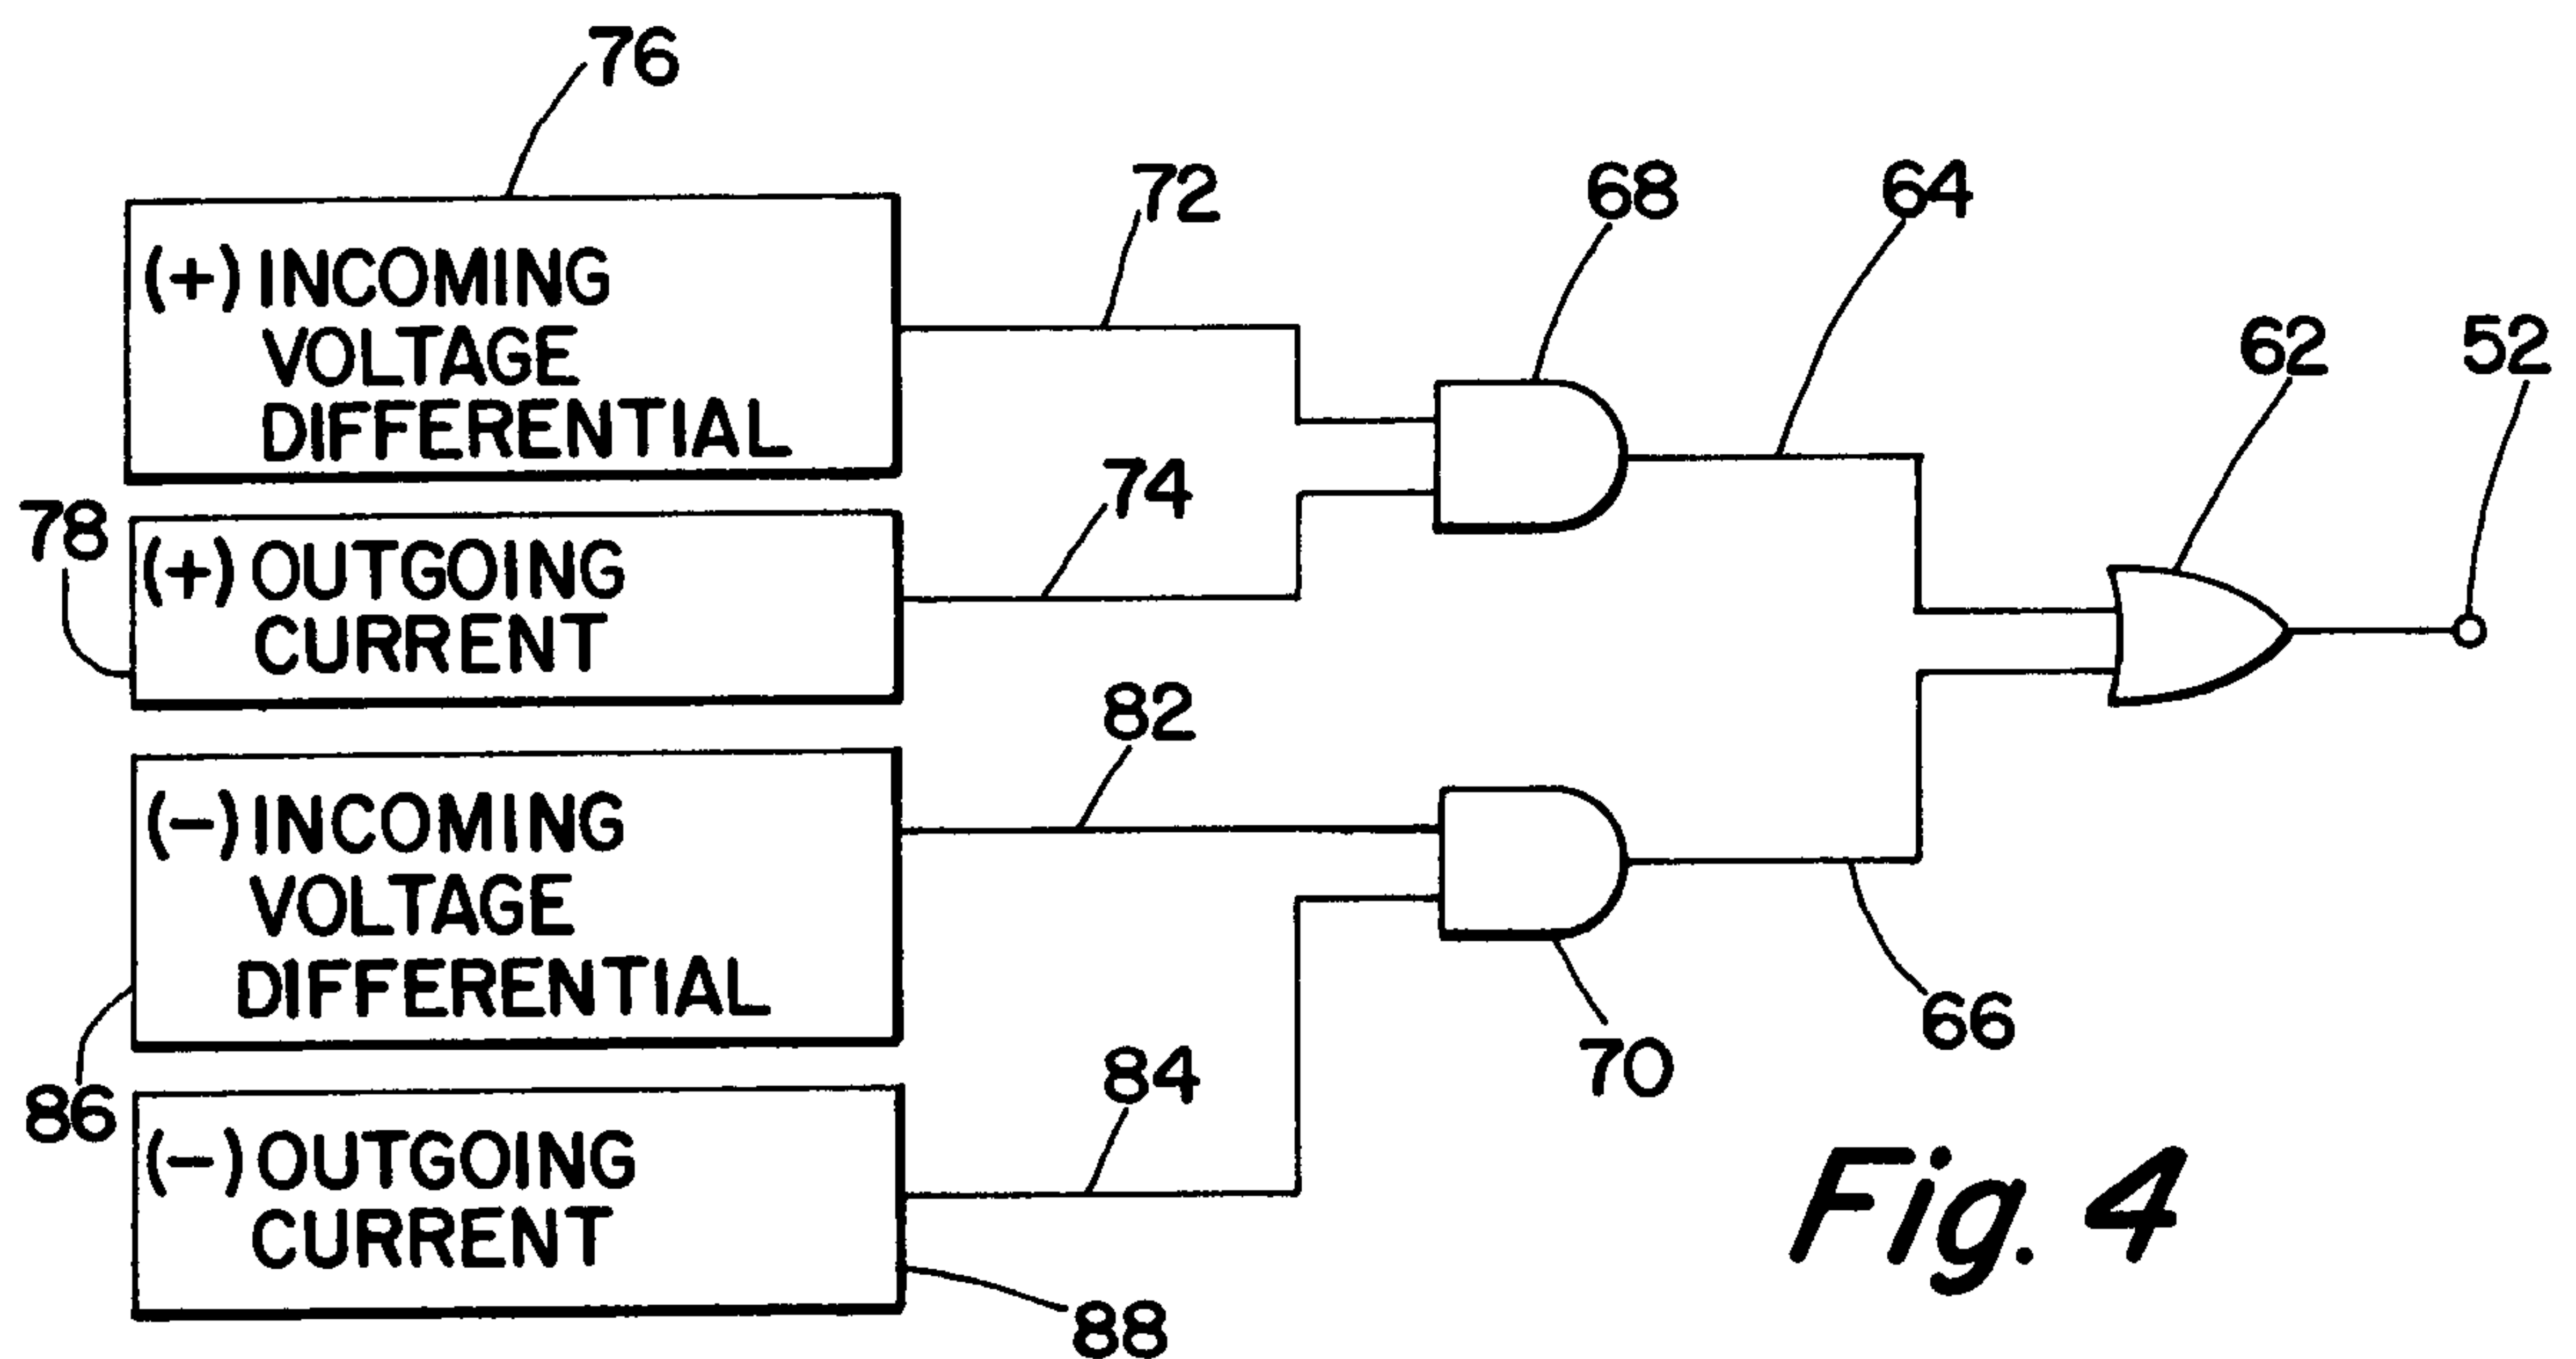 76
72
68
64
62
52
(+) INCOMING
VOLTAGE
DIFFERENTIAL
74
78
(+) OUTGOING
CURRENT
82
(–) INCOMING
VOLTAGE
DIFFERENTIAL
66
70
86
84
(–) OUTGOING
CURRENT
88
Fig. 4